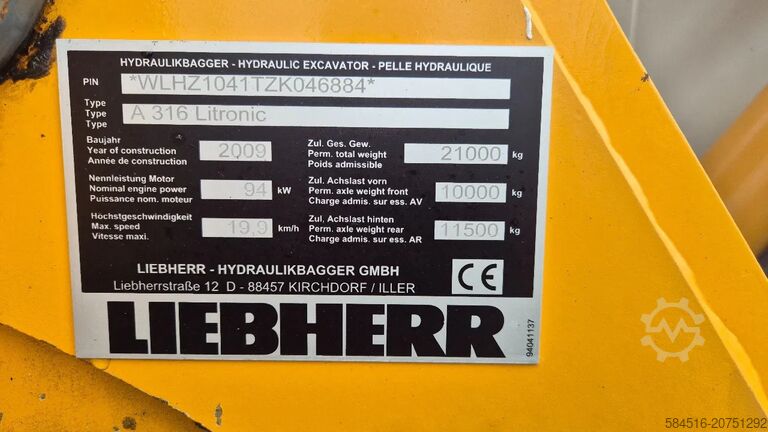 HYDRAULIKBAGGER - HYDRAULIC EXCAVATOR - PELLE HYDRAULIQUE
PIN *WLHZ1041TZK046884*
Type
Type A 316 Litronic
Type
Baujahr
Year of construction 2009
Année de construction
Zul. Ges. Gew.
Perm. total weight 21000 kg
Poids admissible
Nennleistung Motor
Nominal engine power 94 kW
Puissance nom. moteur
Zul. Achslast vorn
Perm. axle weight front 10000 kg
Charge admis. sur ess. AV
Höchstgeschwindigkeit
Max. speed 19,9 km/h
Vitesse maxi.
Zul. Achslast hinten
Perm. axle weight rear 11500 kg
Charge admis. sur ess. AR
LIEBHERR - HYDRAULIKBAGGER GMBH
Liebherrstraße 12 D - 88457 KIRCHDORF / ILLER
CE
LIEBHERR
94041137
584516-20751292